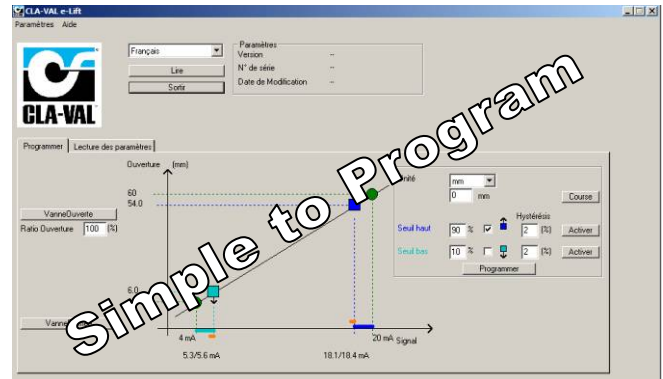 CLA-VAL e-Lift
Paramètres Aide
Français
Lire
Sortir
Paramètres
Version --
N° de série --
Date de Modification --
CLA-VAL
Programmer Lecture des paramètres
Ouverture (mm)
60
54.0
VanneOuverte
Ratio Ouverture 100 (%)
6.0
4 mA
20 mA Signal
5.3/5.6 mA
18.1/18.4 mA
mm
0 mm
Course
Hystérésis
Seuil haut 90 % 2 (%) Activer
Seuil bas 10 % 2 (%) Activer
Programmer
Simple to Program